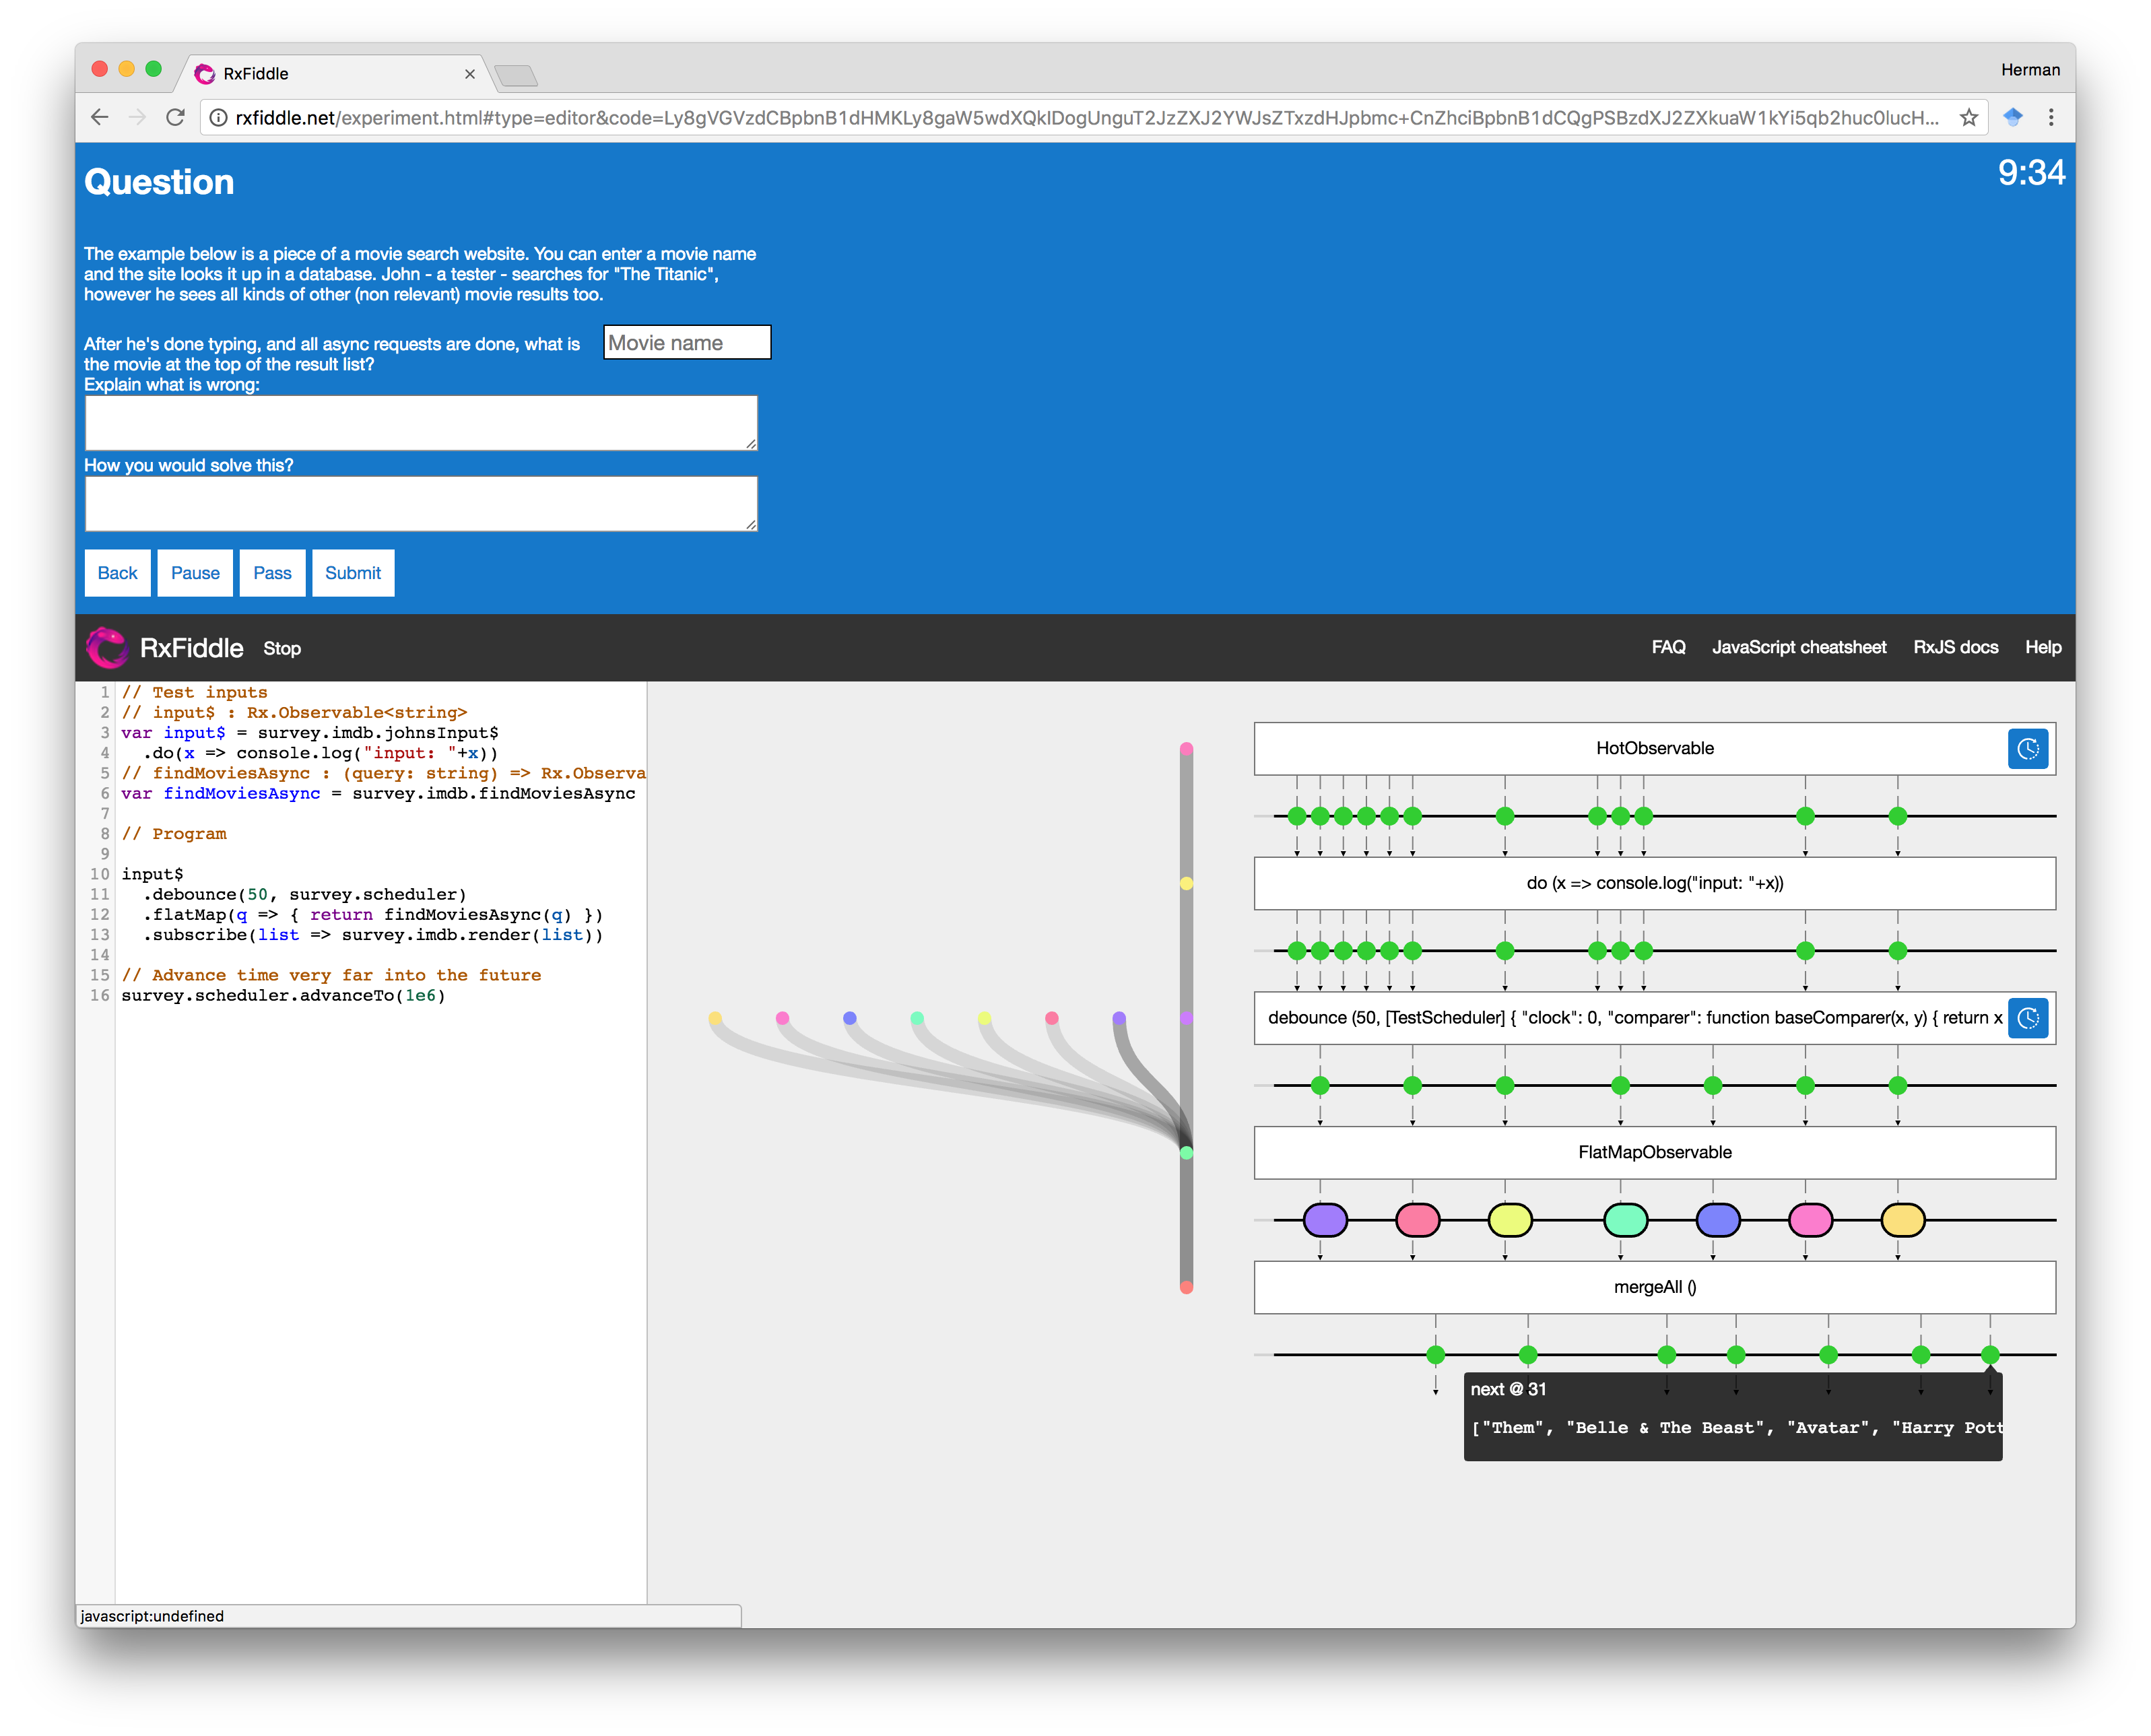 RxFiddle
Herman
rxfiddle.net/experiment.html#type=editor&code=Ly8gVGVzdCBpbnB1dHMKLy8gaW5wdXQkIDogUnguT2JzZXJ2YWJsZTxzdHJpbmc+CnZhciBpbnB1dCQgPSBzdXJ2ZXkuaW1kYi5qb2huc0lucH...
Question
9:34
The example below is a piece of a movie search website. You can enter a movie name
and the site looks it up in a database. John - a tester - searches for "The Titanic",
however he sees all kinds of other (non relevant) movie results too.
After he's done typing, and all async requests are done, what is
the movie at the top of the result list?
Movie name
Explain what is wrong:
How you would solve this?
Back Pause Pass Submit
RxFiddle Stop
FAQ JavaScript cheatsheet RxJS docs Help
1 // Test inputs
2 // input$ : Rx.Observable<string>
3 var input$ = survey.imdb.johnsInput$
4 .do(x => console.log("input: "+x))
5 // findMoviesAsync : (query: string) => Rx.Observa
6 var findMoviesAsync = survey.imdb.findMoviesAsync
7
8 // Program
9
10 input$
11 .debounce(50, survey.scheduler)
12 .flatMap(q => { return findMoviesAsync(q) })
13 .subscribe(list => survey.imdb.render(list))
14
15 // Advance time very far into the future
16 survey.scheduler.advanceTo(1e6)
HotObservable
do (x => console.log("input: "+x))
debounce (50, [TestScheduler] { "clock": 0, "comparer": function baseComparer(x, y) { return x
FlatMapObservable
mergeAll ()
next @ 31
["Them", "Belle & The Beast", "Avatar", "Harry Pott
javascript:undefined